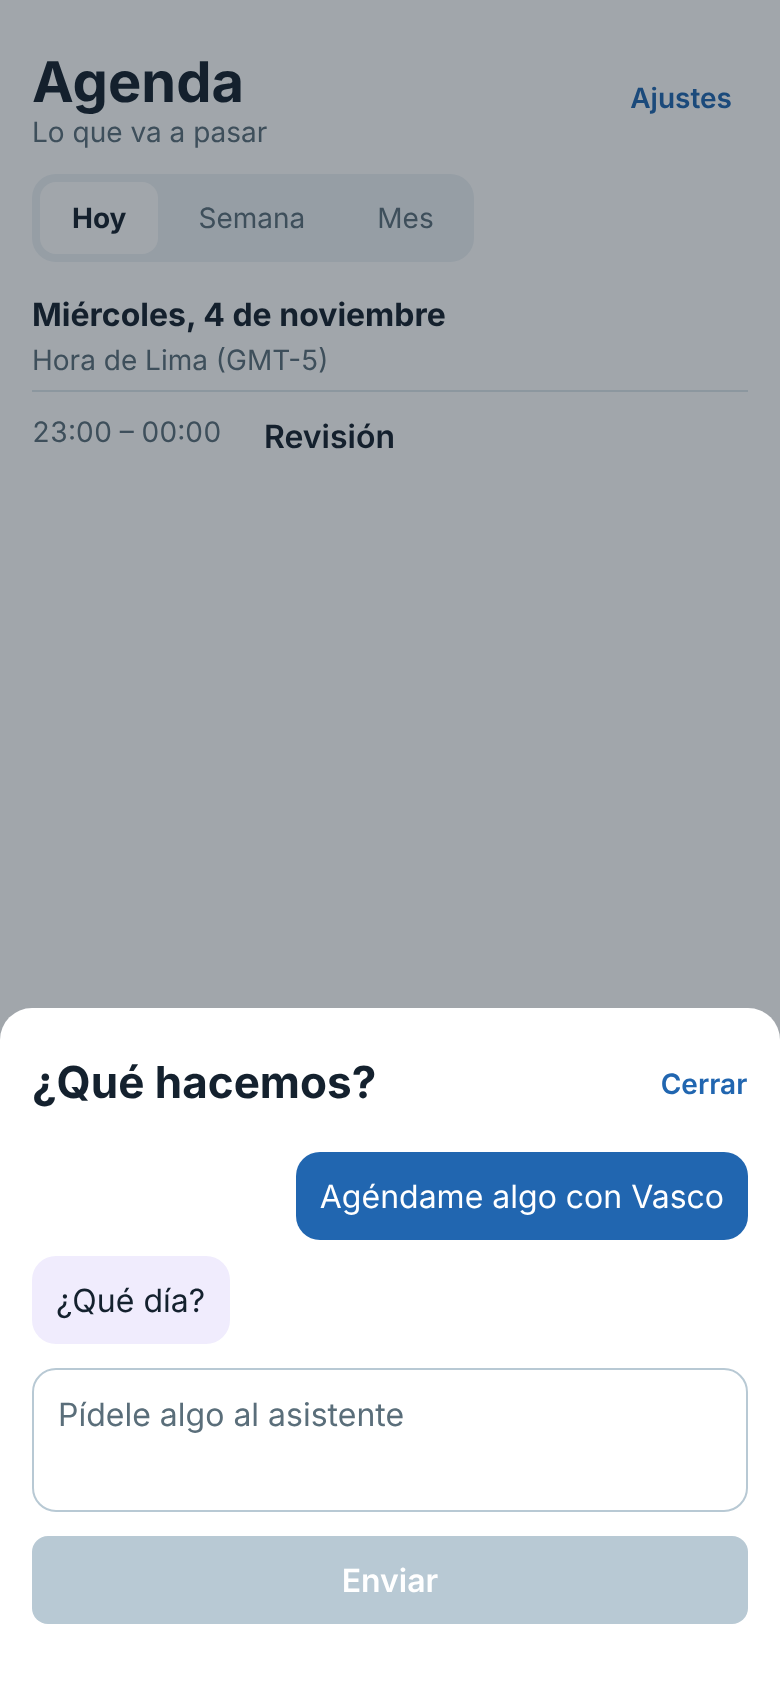 Agenda
Ajustes
Lo que va a pasar
Hoy
Semana
Mes
Miércoles, 4 de noviembre
Hora de Lima (GMT-5)
23:00 – 00:00
Revisión
¿Qué hacemos?
Cerrar
Agéndame algo con Vasco
¿Qué día?
Pídele algo al asistente
Enviar